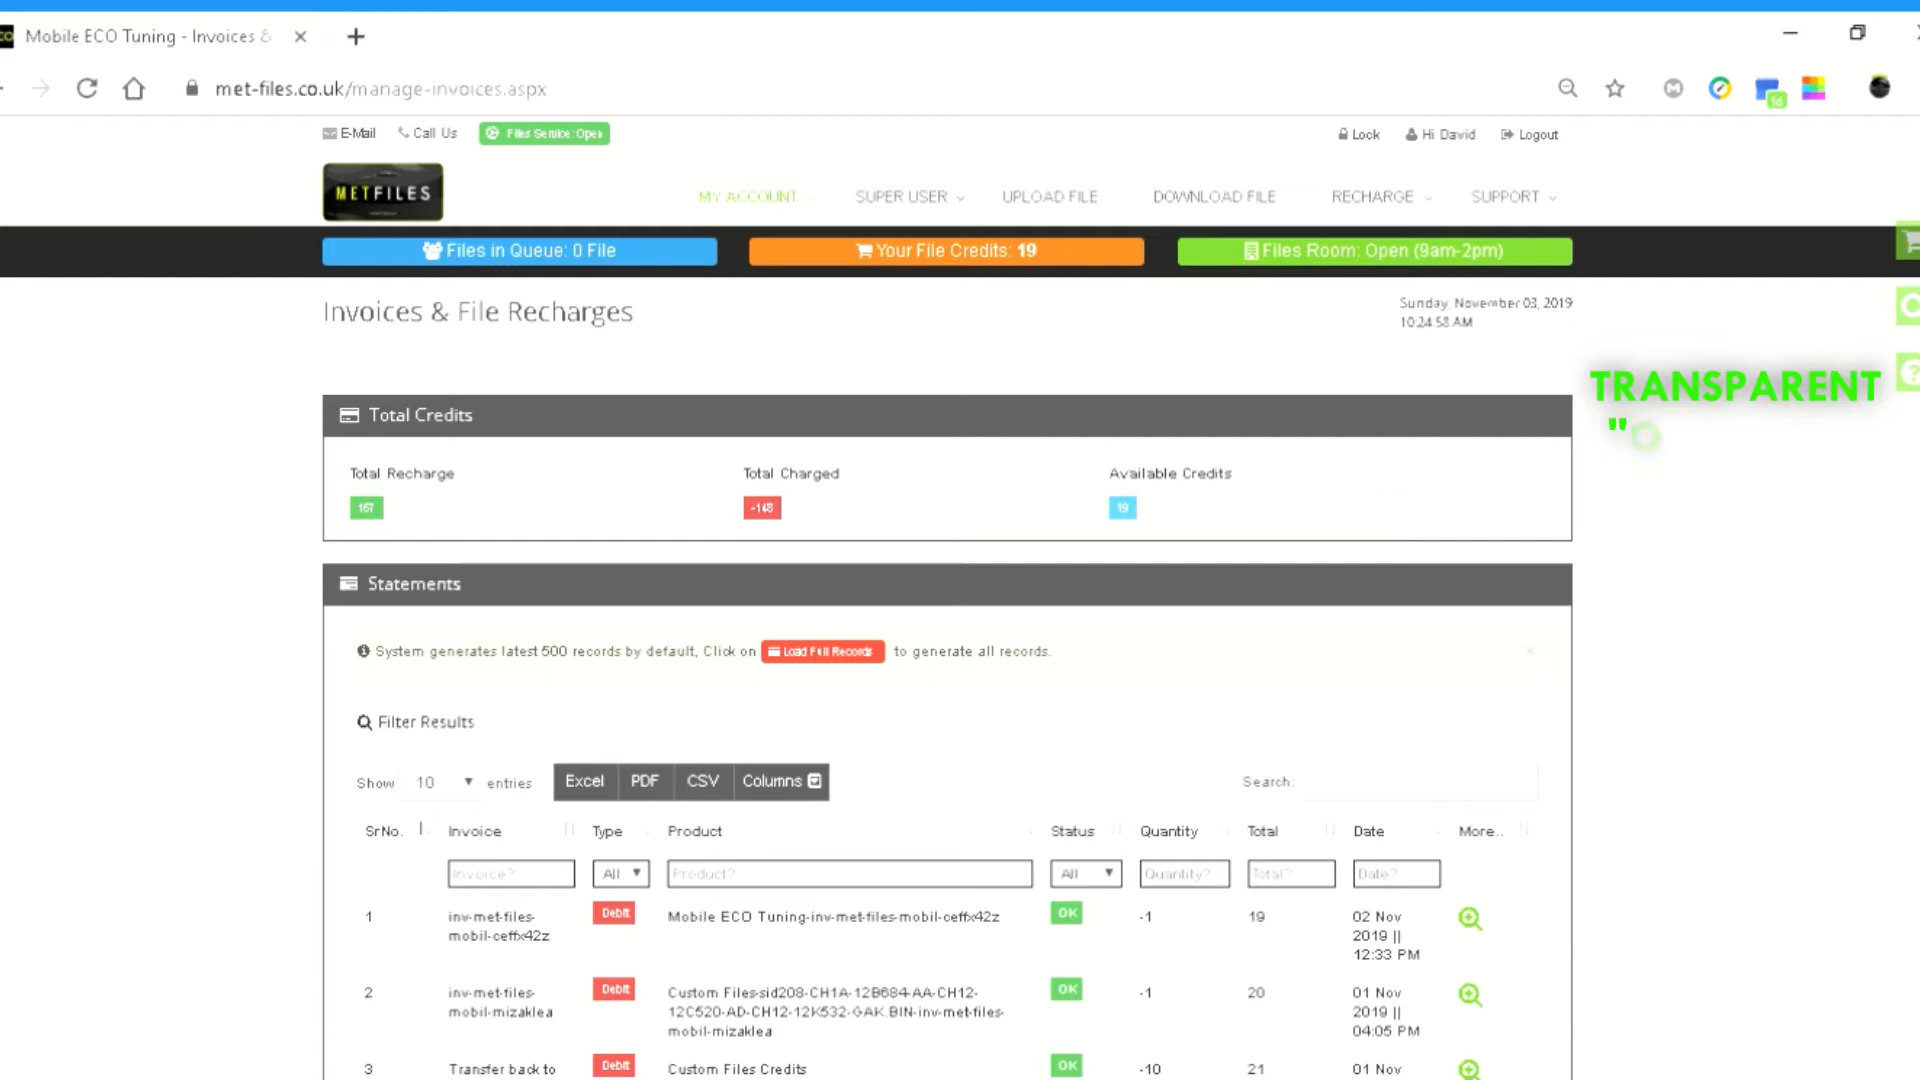 Mobile ECO Tuning - Invoices &
met-files.co.uk/manage-invoices.aspx
E-Mail Call Us Files Service: Open
Lock Hi David Logout
METFILES
MY ACCOUNT SUPER USER UPLOAD FILE DOWNLOAD FILE RECHARGE SUPPORT
Files in Queue: 0 File
Your File Credits: 19
Files Room: Open (9am-2pm)
Invoices & File Recharges
Sunday, November 03, 2019
10:24:58 AM
TRANSPARENT
"
Total Credits
Total Recharge Total Charged Available Credits
167 -148 19
Statements
System generates latest 500 records by default, Click on Load Full Records to generate all records.
Filter Results
Show 10 entries Excel PDF CSV Columns Search:
SrNo. Invoice Type Product Status Quantity Total Date More..
Invoice? All Product? All Quantity? Total? Date?
1 inv-met-files- Debit Mobile ECO Tuning-inv-met-files-mobil-ceffx42z OK -1 19 02 Nov
mobil-ceffx42z 2019 ||
12:33 PM
2 inv-met-files- Debit Custom Files-sid208-CH1A-12B684-AA-CH12- OK -1 20 01 Nov
mobil-mizaklea 12C520-AD-CH12-12K532-GAK.BIN-inv-met-files- 2019 ||
mobil-mizaklea 04:05 PM
3 Transfer back to Debit Custom Files Credits OK -10 21 01 Nov